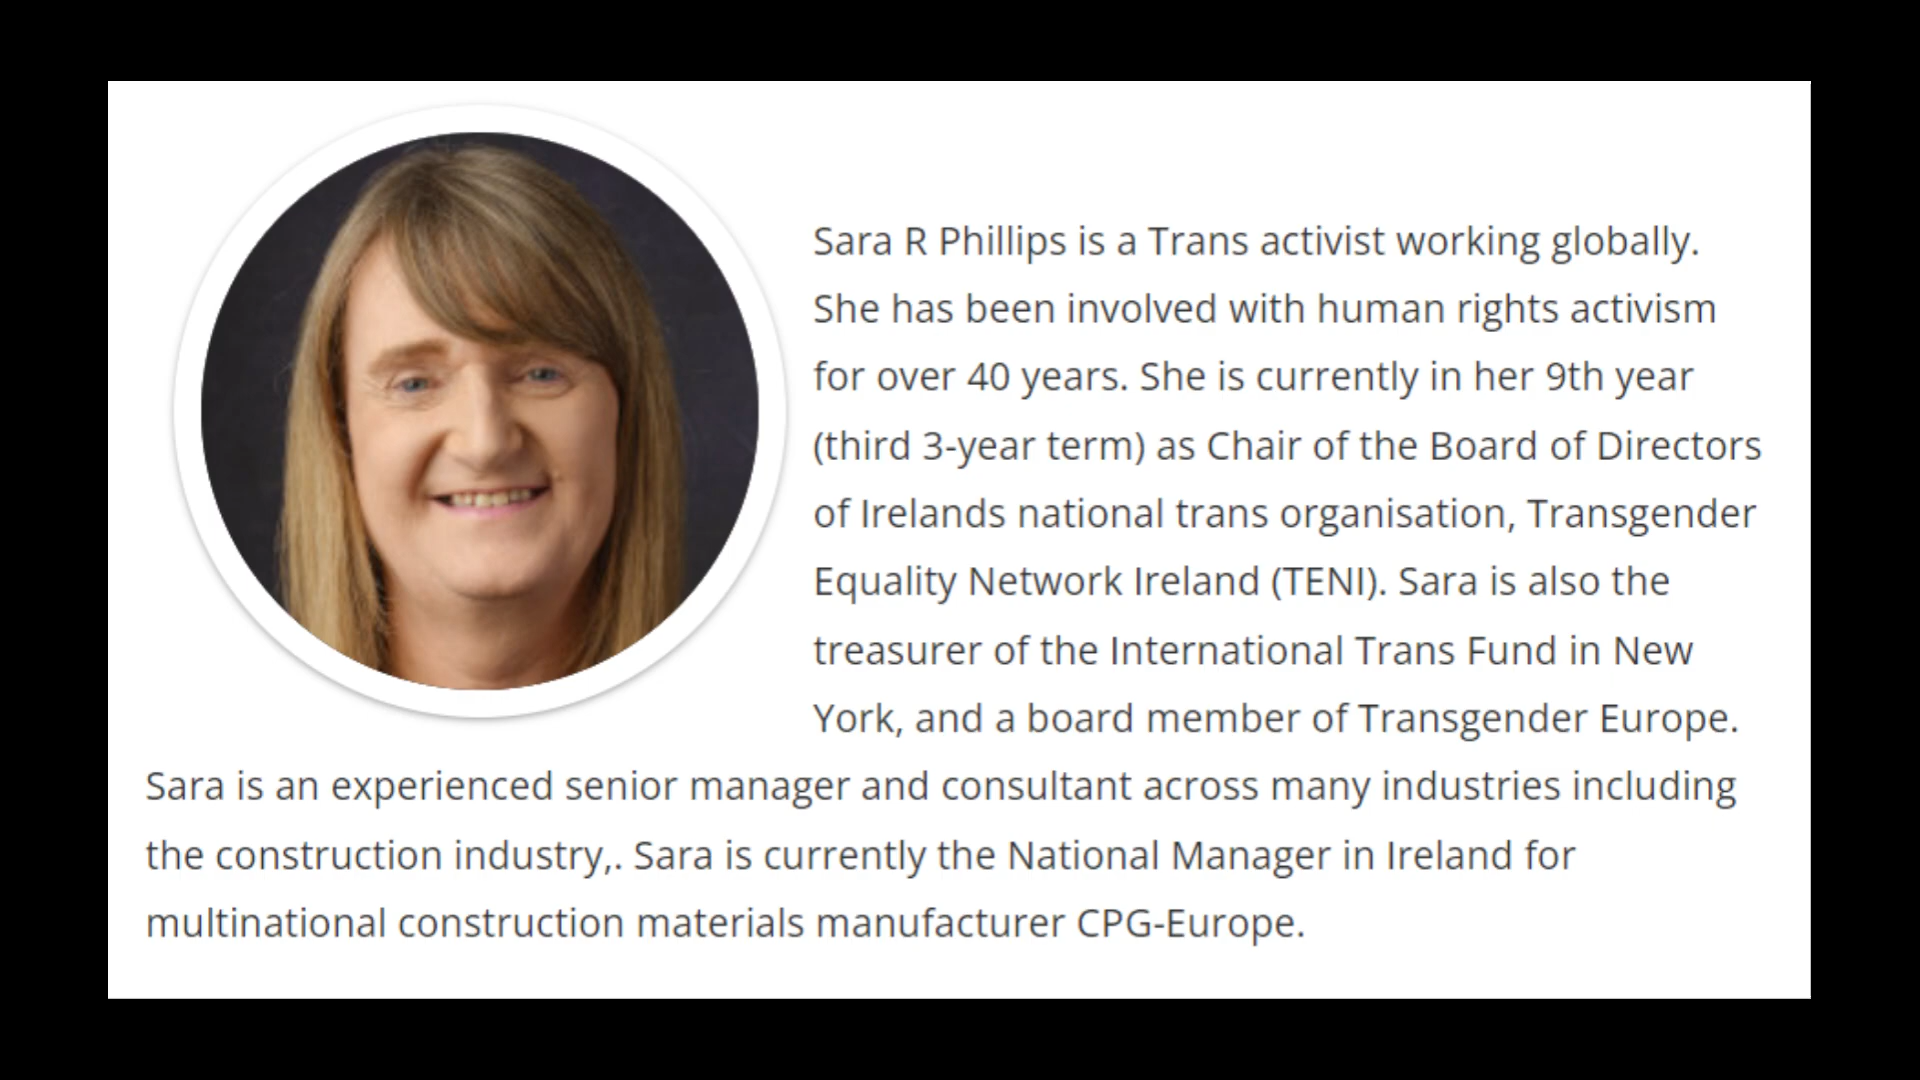 Sara R Phillips is a Trans activist working globally.
She has been involved with human rights activism
for over 40 years. She is currently in her 9th year
(third 3-year term) as Chair of the Board of Directors
of Irelands national trans organisation, Transgender
Equality Network Ireland (TENI). Sara is also the
treasurer of the International Trans Fund in New
York, and a board member of Transgender Europe.
Sara is an experienced senior manager and consultant across many industries including
the construction industry,. Sara is currently the National Manager in Ireland for
multinational construction materials manufacturer CPG-Europe.